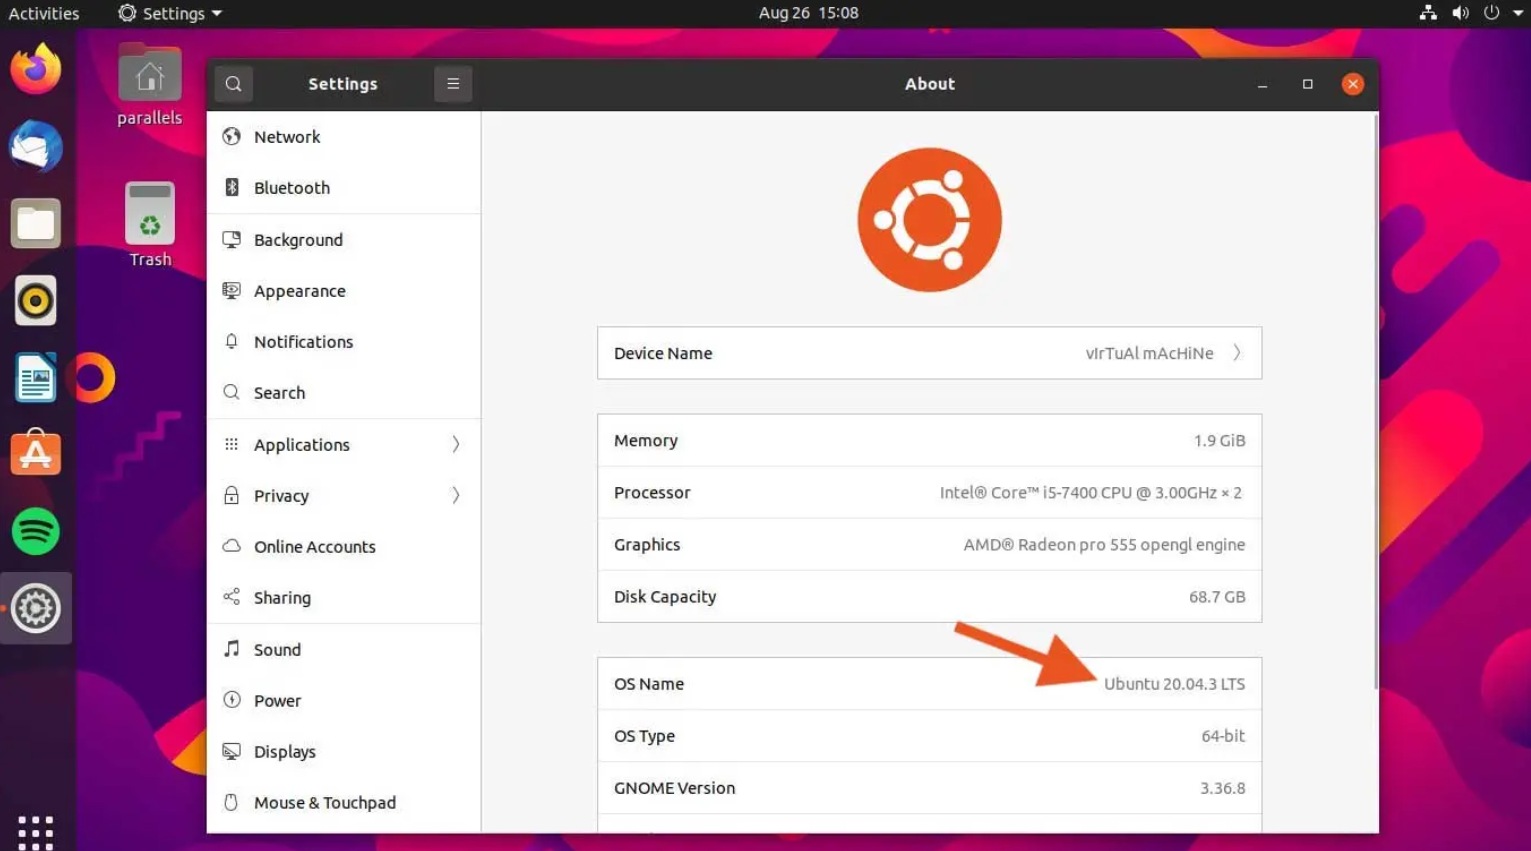 Activities Settings Aug 26 15:08
parallels
Trash
Settings
About
Network
Bluetooth
Background
Appearance
Notifications
Search
Applications
Privacy
Online Accounts
Sharing
Sound
Power
Displays
Mouse & Touchpad
Device Name vIrTuAl mAcHiNe
Memory 1.9 GiB
Processor Intel® Core™ i5-7400 CPU @ 3.00GHz × 2
Graphics AMD® Radeon pro 555 opengl engine
Disk Capacity 68.7 GB
OS Name Ubuntu 20.04.3 LTS
OS Type 64-bit
GNOME Version 3.36.8